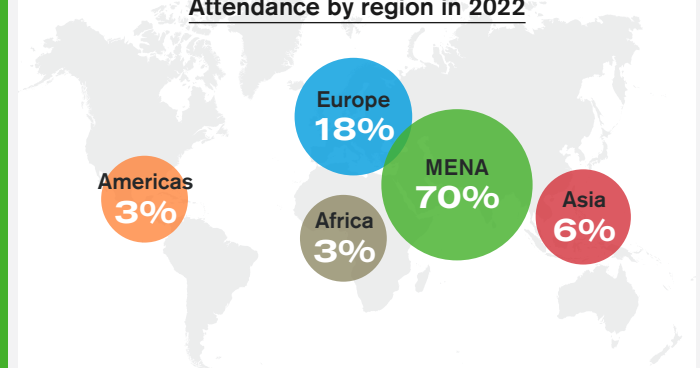 Attendance by region in 2022
Europe
18%
MENA
70%
Americas
3%
Africa
3%
Asia
6%